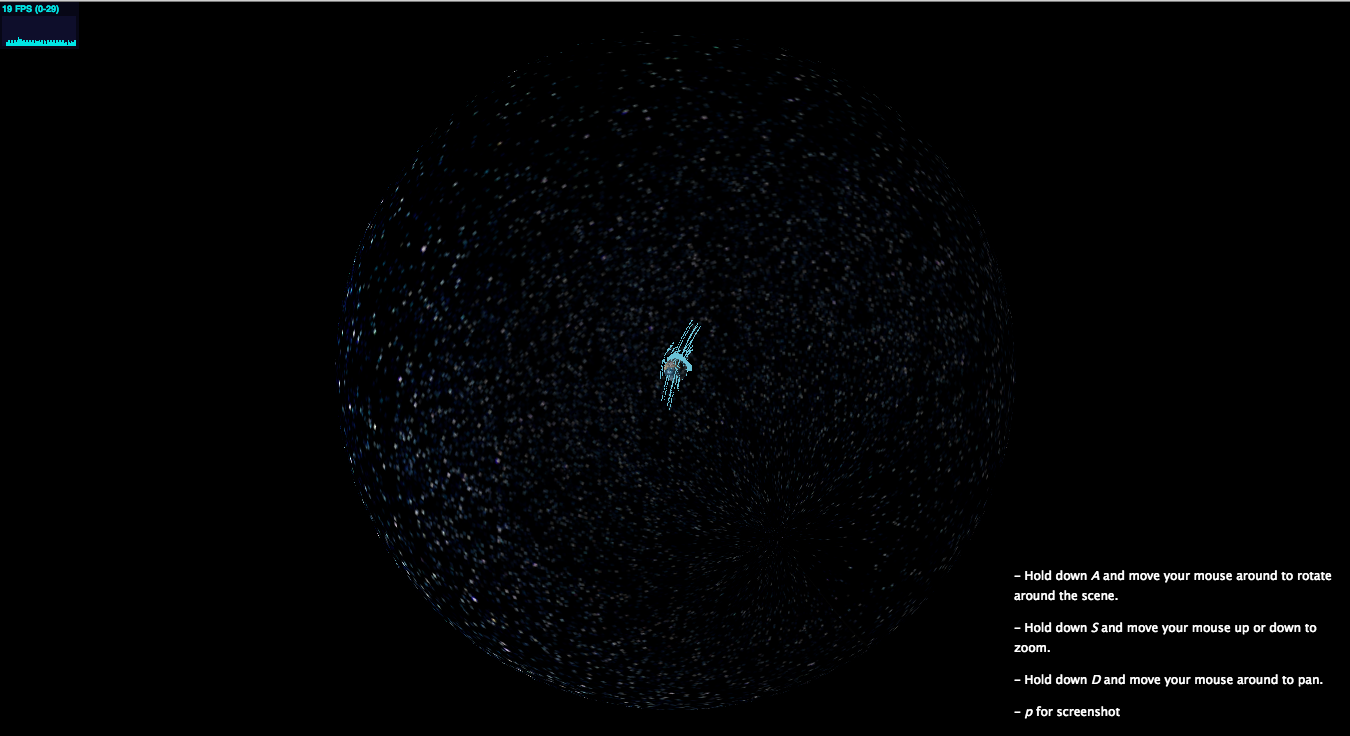 19 FPS (0-29)
– Hold down A and move your mouse around to rotate
around the scene.
– Hold down S and move your mouse up or down to
zoom.
– Hold down D and move your mouse around to pan.
– p for screenshot